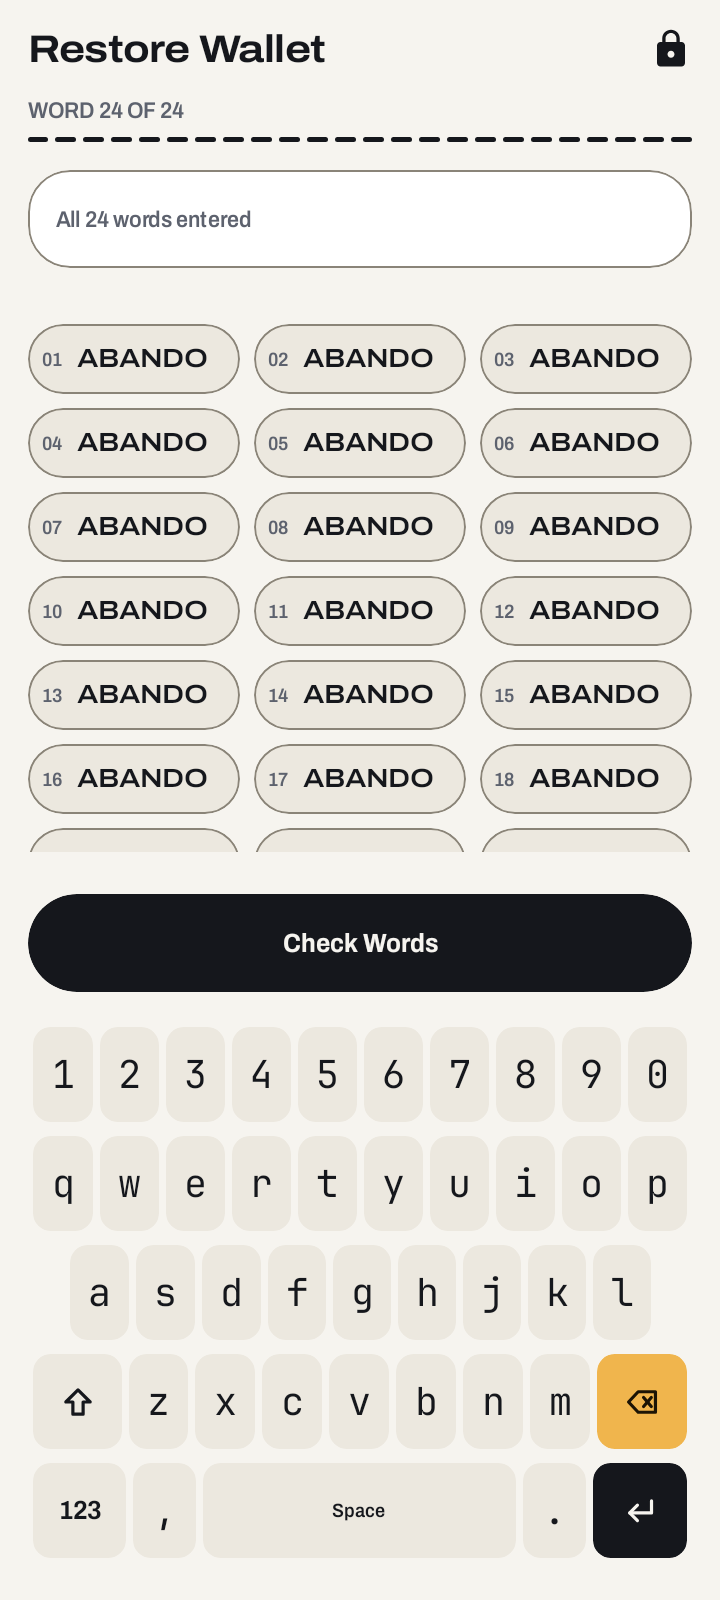 Restore Wallet
WORD 24 OF 24
All 24 words entered
01 ABANDO 02 ABANDO 03 ABANDO
04 ABANDO 05 ABANDO 06 ABANDO
07 ABANDO 08 ABANDO 09 ABANDO
10 ABANDO 11 ABANDO 12 ABANDO
13 ABANDO 14 ABANDO 15 ABANDO
16 ABANDO 17 ABANDO 18 ABANDO
Check Words
1 2 3 4 5 6 7 8 9 0
q w e r t y u i o p
a s d f g h j k l
z x c v b n m
123 , Space .